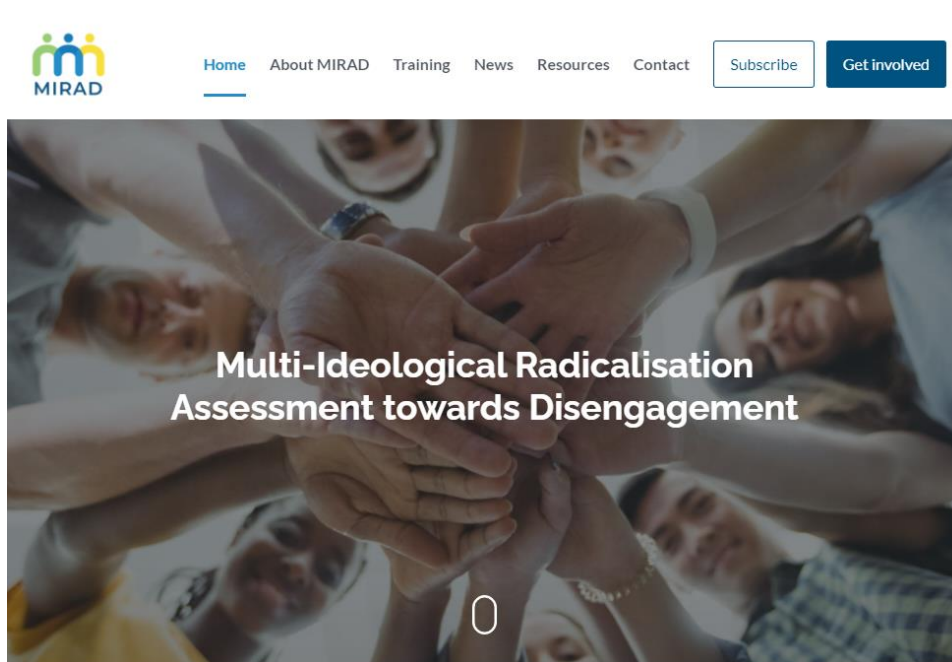 MIRAD
Home About MIRAD Training News Resources Contact Subscribe Get involved
Multi-Ideological Radicalisation
Assessment towards Disengagement